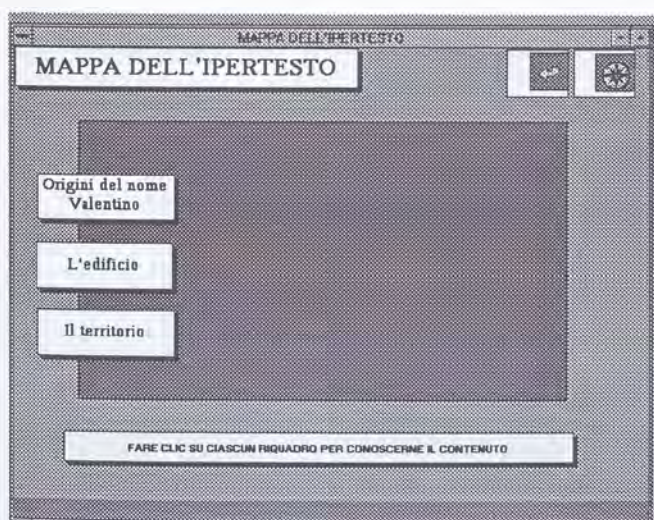 MAPPA DELL'IPERTESTO
MAPPA DELL'IPERTESTO
Origini del nome
Valentino
L'edificio
Il territorio
FARE CLIC SU CIASCUN RIQUADRO PER CONOSCERNE IL CONTENUTO